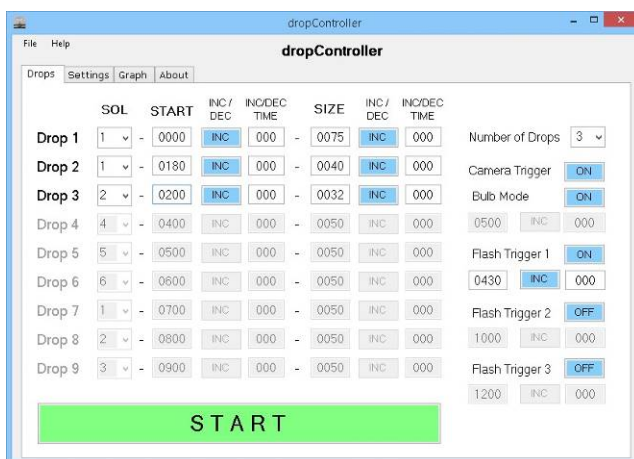 dropController
File Help
dropController
Drops Settings Graph About
SOL START INC / DEC INC/DEC TIME SIZE INC / DEC INC/DEC TIME
Drop 1 1 - 0000 INC 000 - 0075 INC 000
Drop 2 1 - 0180 INC 000 - 0040 INC 000
Drop 3 2 - 0200 INC 000 - 0032 INC 000
Drop 4 4 - 0400 INC 000 - 0050 INC 000
Drop 5 5 - 0500 INC 000 - 0050 INC 000
Drop 6 6 - 0600 INC 000 - 0050 INC 000
Drop 7 1 - 0700 INC 000 - 0050 INC 000
Drop 8 2 - 0800 INC 000 - 0050 INC 000
Drop 9 3 - 0900 INC 000 - 0050 INC 000
Number of Drops 3
Camera Trigger ON
Bulb Mode ON
0500 INC 000
Flash Trigger 1 ON
0430 INC 000
Flash Trigger 2 OFF
1000 INC 000
Flash Trigger 3 OFF
1200 INC 000
START